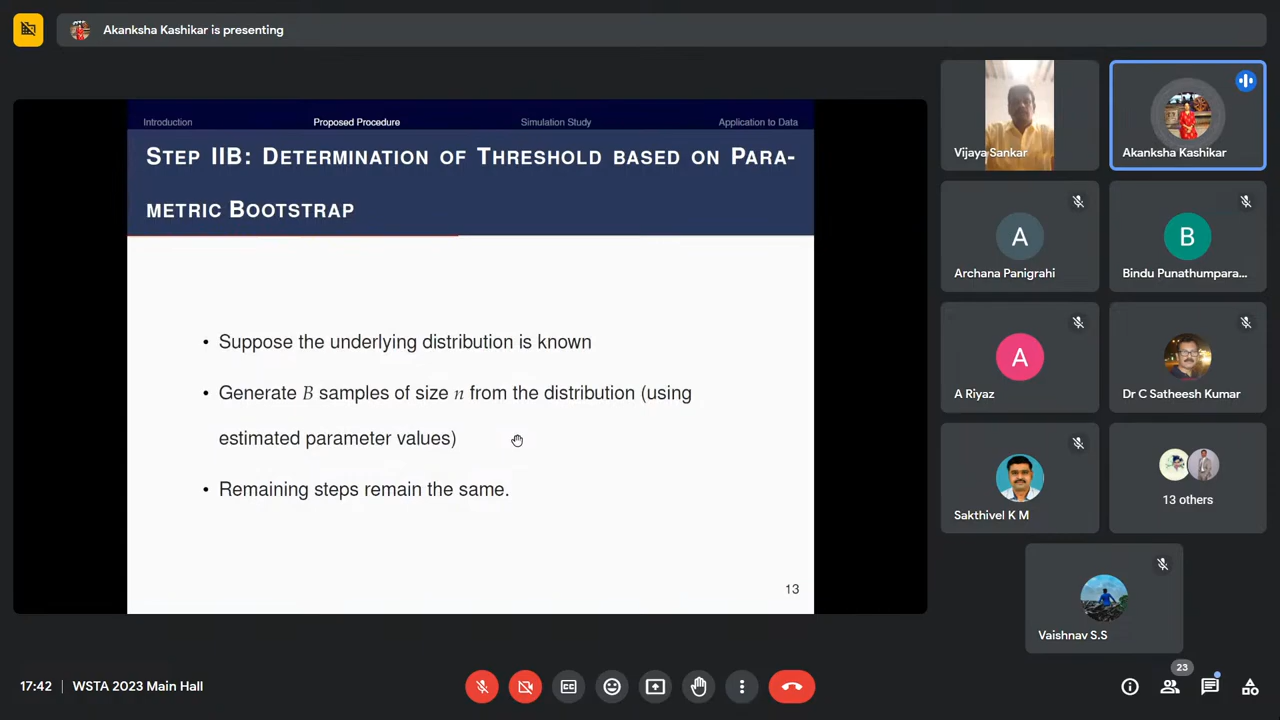 Akanksha Kashikar is presenting
Introduction
Proposed Procedure
Simulation Study
Application to Data
STEP IIB: DETERMINATION OF THRESHOLD BASED ON PARA-
METRIC BOOTSTRAP
• Suppose the underlying distribution is known
• Generate B samples of size n from the distribution (using
estimated parameter values)
• Remaining steps remain the same.
13
Vijaya Sankar
Akanksha Kashikar
A
Archana Panigrahi
B
Bindu Punathumpara...
A
A Riyaz
Dr C Satheesh Kumar
Sakthivel K M
13 others
Vaishnav S.S
17:42 | WSTA 2023 Main Hall
23